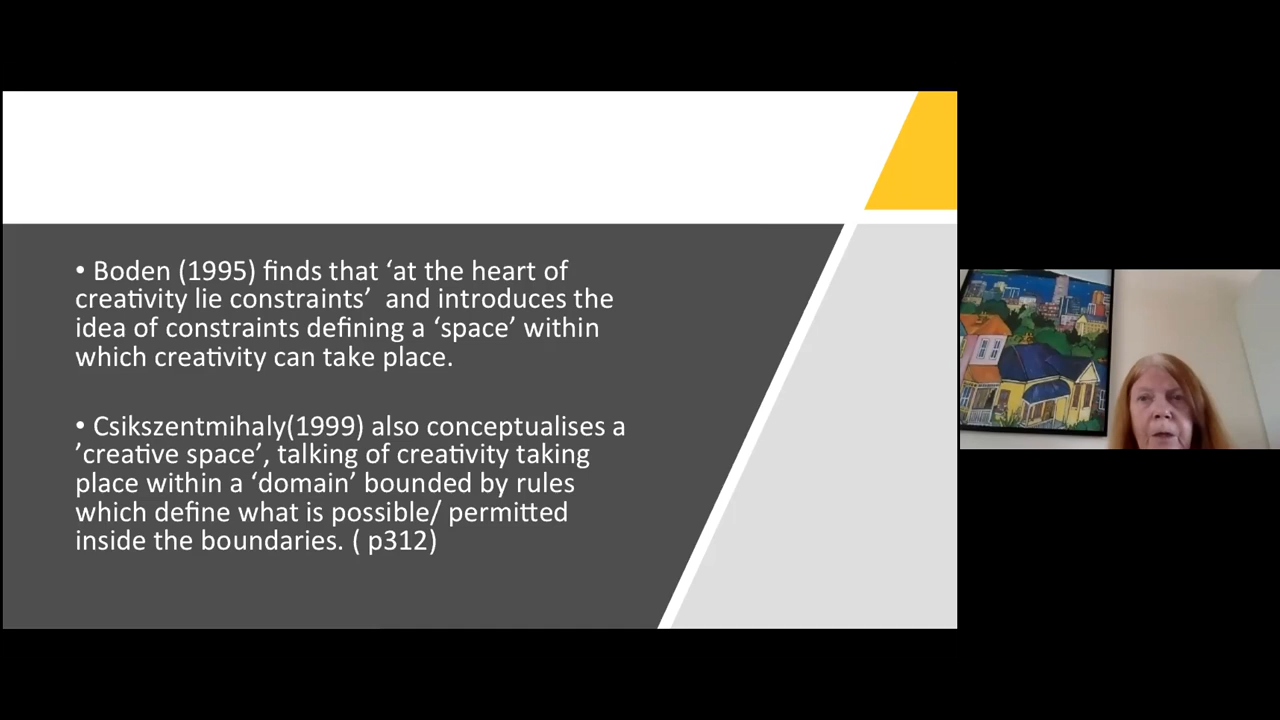 • Boden (1995) finds that ‘at the heart of
creativity lie constraints’  and introduces the
idea of constraints defining a ‘space’ within
which creativity can take place.
• Csikszentmihaly(1999) also conceptualises a
’creative space’, talking of creativity taking
place within a ‘domain’ bounded by rules
which define what is possible/ permitted
inside the boundaries. ( p312)